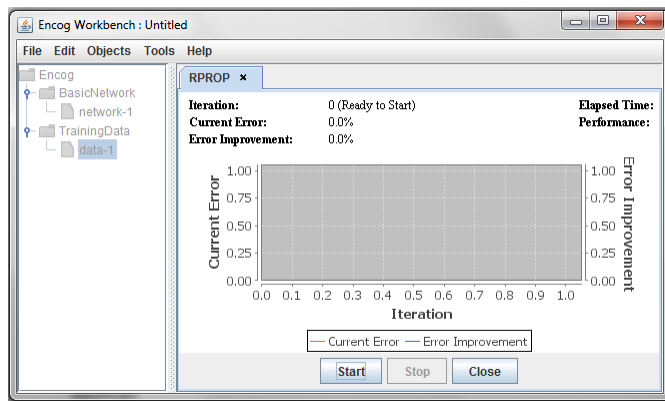 Encog Workbench : Untitled
File Edit Objects Tools Help
Encog
BasicNetwork
network-1
TrainingData
data-1
RPROP ×
Iteration: 0 (Ready to Start) Elapsed Time:
Current Error: 0.0% Performance:
Error Improvement: 0.0%
Current Error
1.00
0.75
0.50
0.25
0.00
1.00
0.75
0.50
0.25
0.00
Error Improvement
0.0 0.1 0.2 0.3 0.4 0.5 0.6 0.7 0.8 0.9 1.0
Iteration
Current Error Error Improvement
Start Stop Close